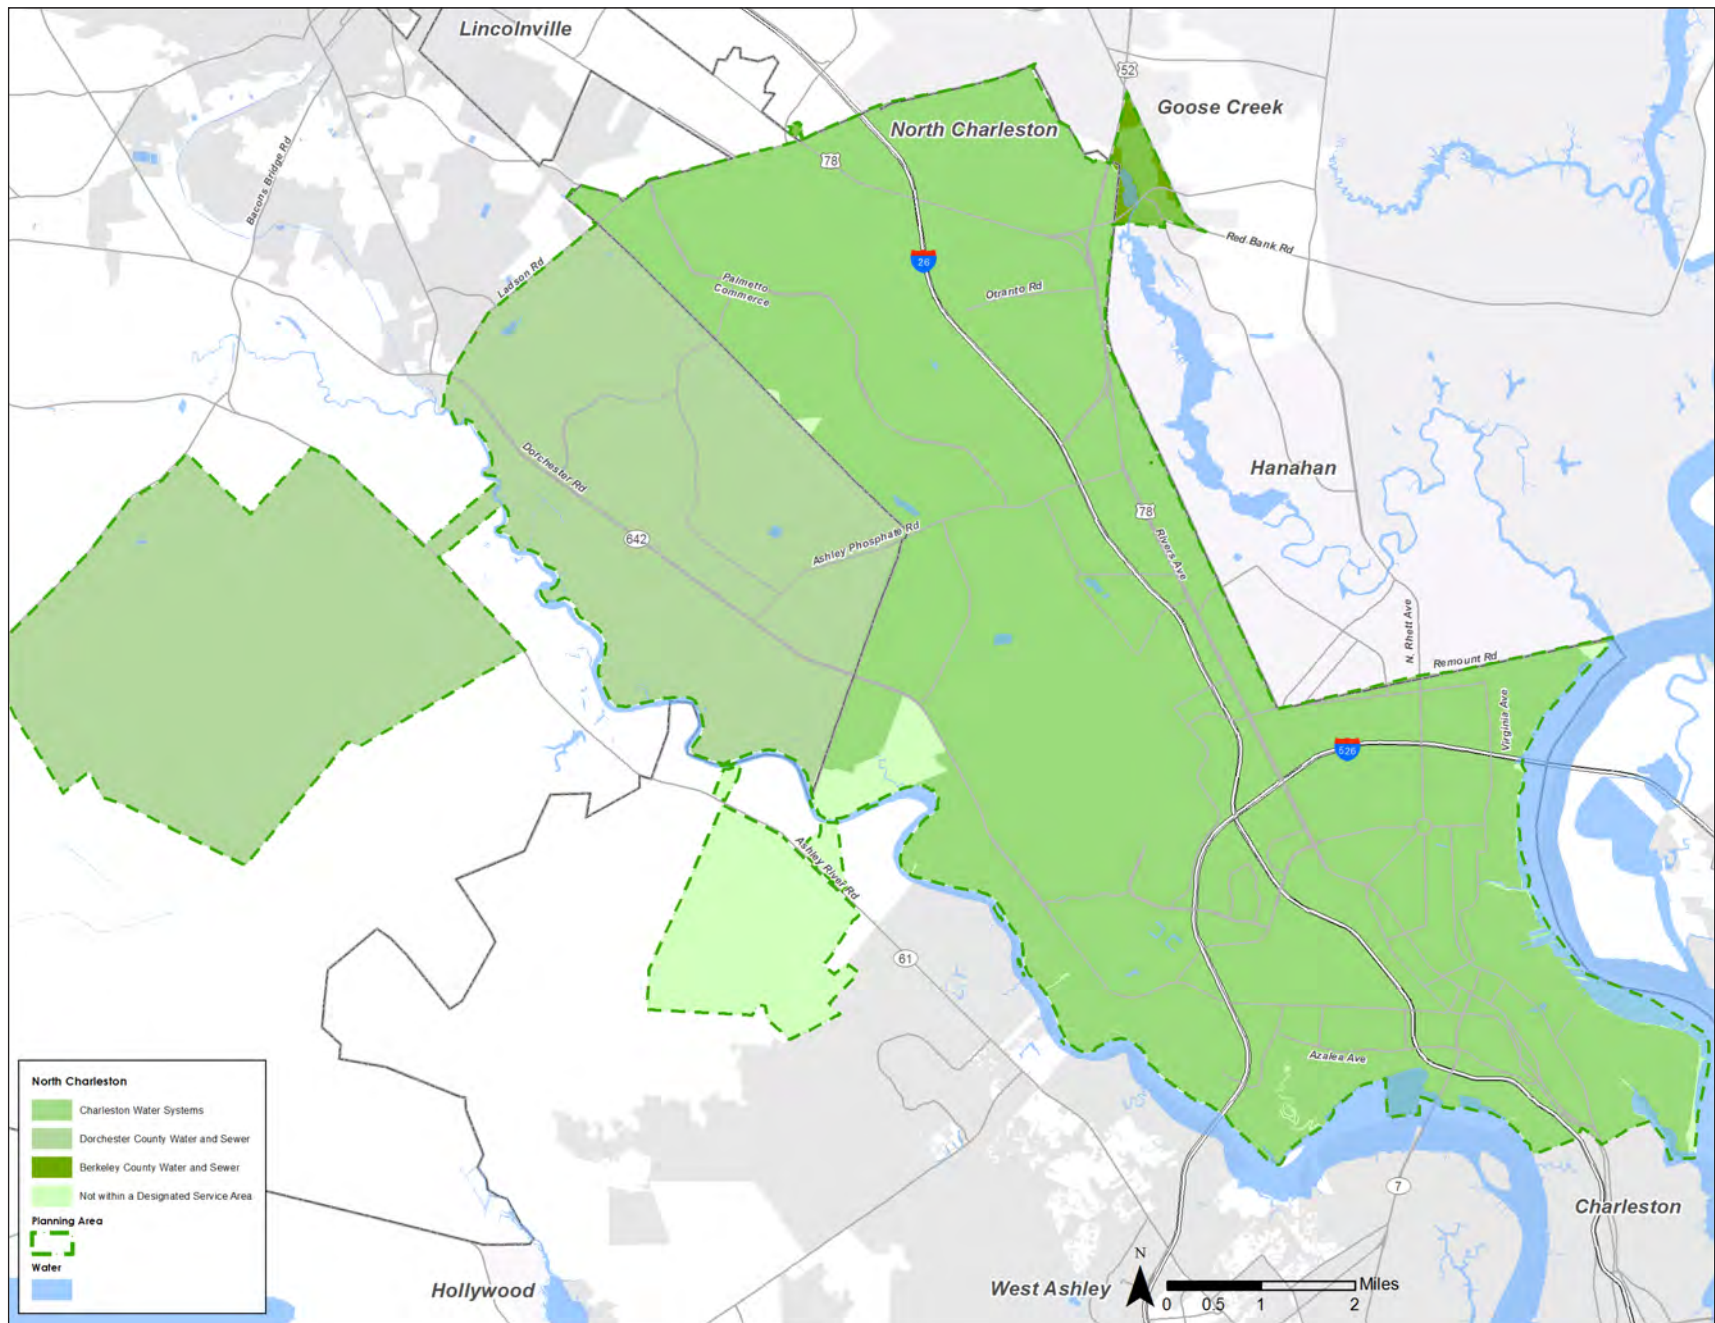 Lincolnville
52
Goose Creek
North Charleston
78
Bacons Bridge Rd
Red Bank Rd
26
Ladson Rd
Palmetto
Commerce
Otranto Rd
Hanahan
Dorchester Rd
78
642
Ashley Phosphate Rd
Rivers Ave
N. Rhett Ave
Remount Rd
Virginia Ave
526
Ashley River Rd
61
Azalea Ave
North Charleston
Charleston Water Systems
Dorchester County Water and Sewer
Berkeley County Water and Sewer
Not within a Designated Service Area
Planning Area
Water
7
Charleston
Hollywood
West Ashley
N
Miles
0 0.5 1 2